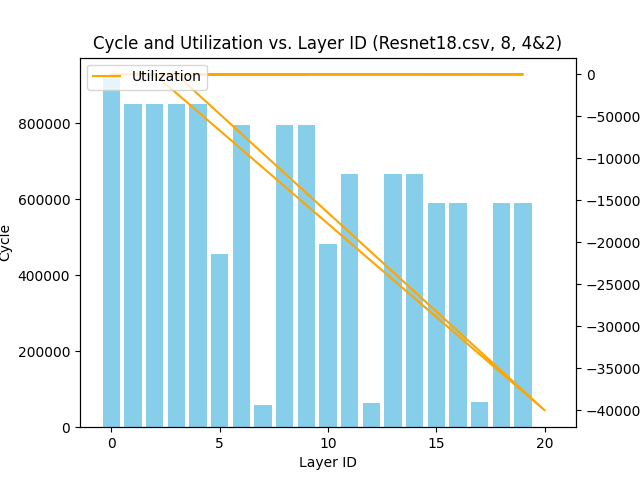 Cycle and Utilization vs. Layer ID (Resnet18.csv, 8, 4&2)
Utilization
Cycle
800000
600000
400000
200000
0
0
−5000
−10000
−15000
−20000
−25000
−30000
−35000
−40000
0 5 10 15 20
Layer ID